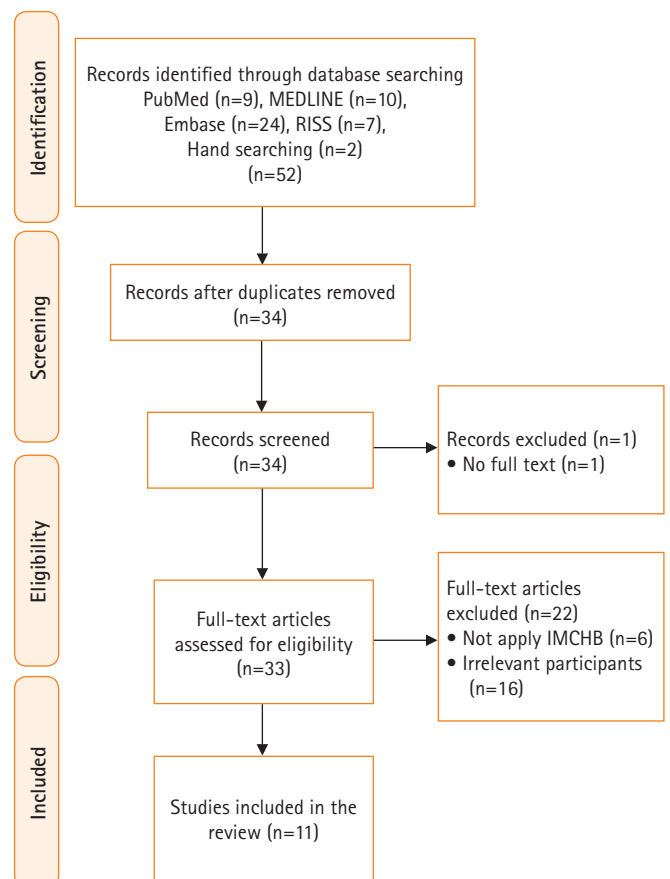 Identification
Records identified through database searching
PubMed (n=9), MEDLINE (n=10),
Embase (n=24), RISS (n=7),
Hand searching (n=2)
(n=52)
Screening
Records after duplicates removed
(n=34)
Records screened
(n=34)
Records excluded (n=1)
• No full text (n=1)
Eligibility
Full-text articles
assessed for eligibility
(n=33)
Full-text articles
excluded (n=22)
• Not apply IMCHB (n=6)
• Irrelevant participants
(n=16)
Included
Studies included in the
review (n=11)